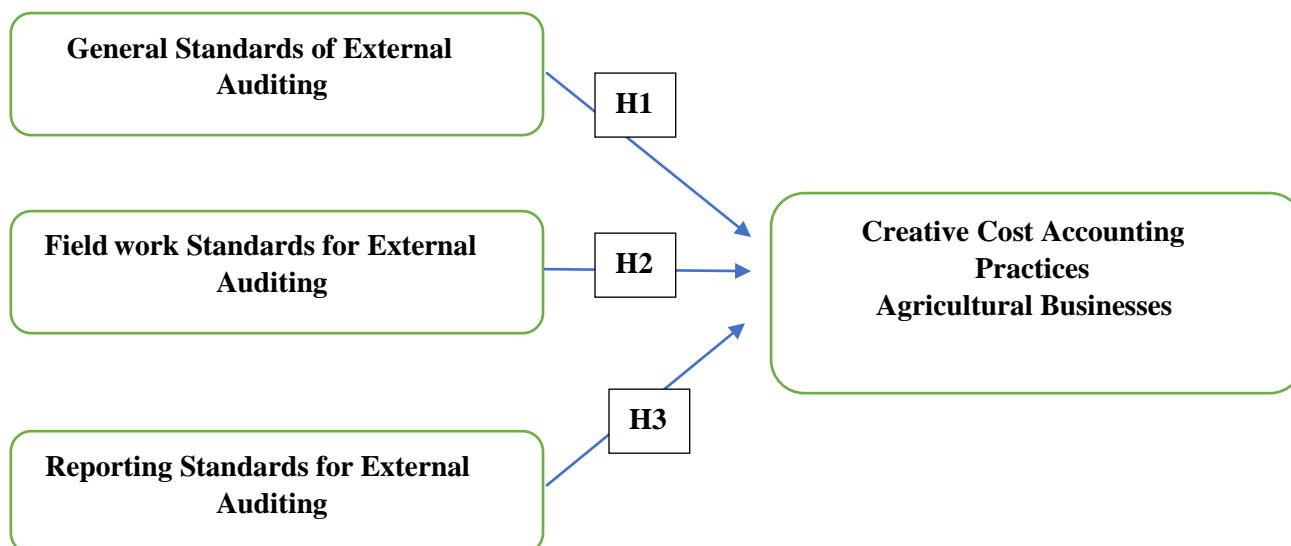 General Standards of External
Auditing
H1
Field work Standards for External
Auditing
H2
Creative Cost Accounting
Practices
Agricultural Businesses
H3
Reporting Standards for External
Auditing